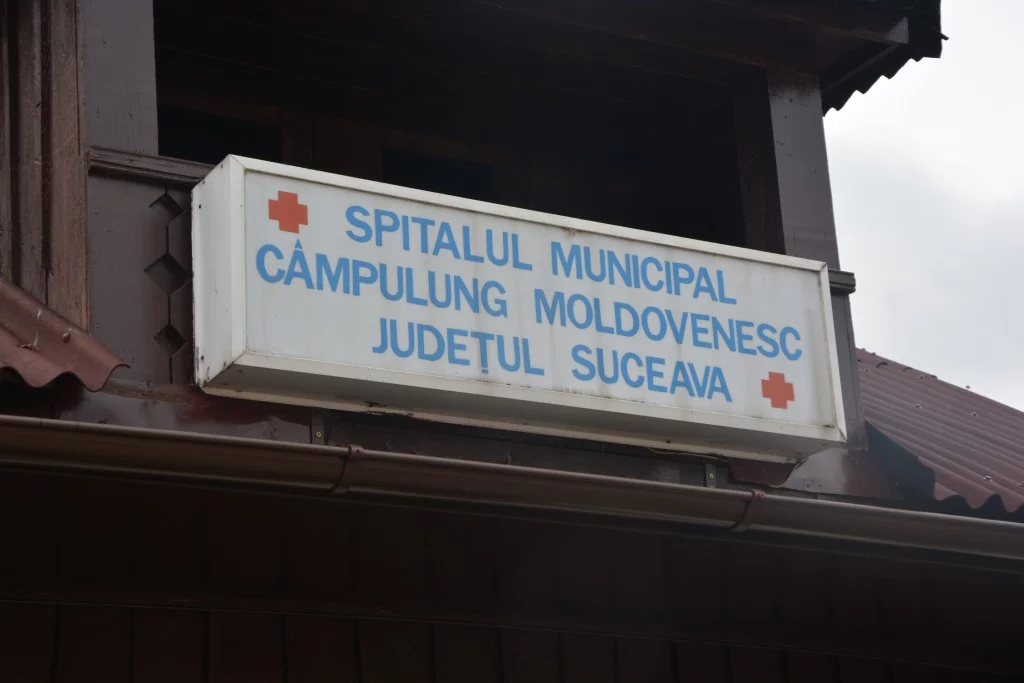 SPITALUL MUNICIPAL
CÂMPULUNG MOLDOVENESC
JUDEȚUL SUCEAVA